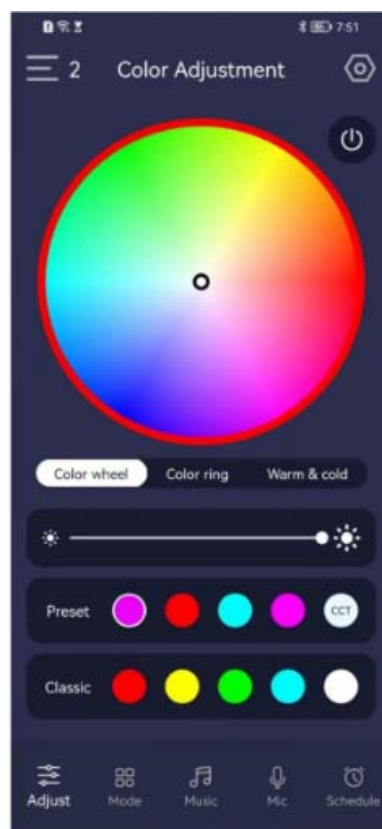 7:51
2 Color Adjustment
Color wheel Color ring Warm & cold
Preset CCT
Classic
Adjust Mode Music Mic Schedule